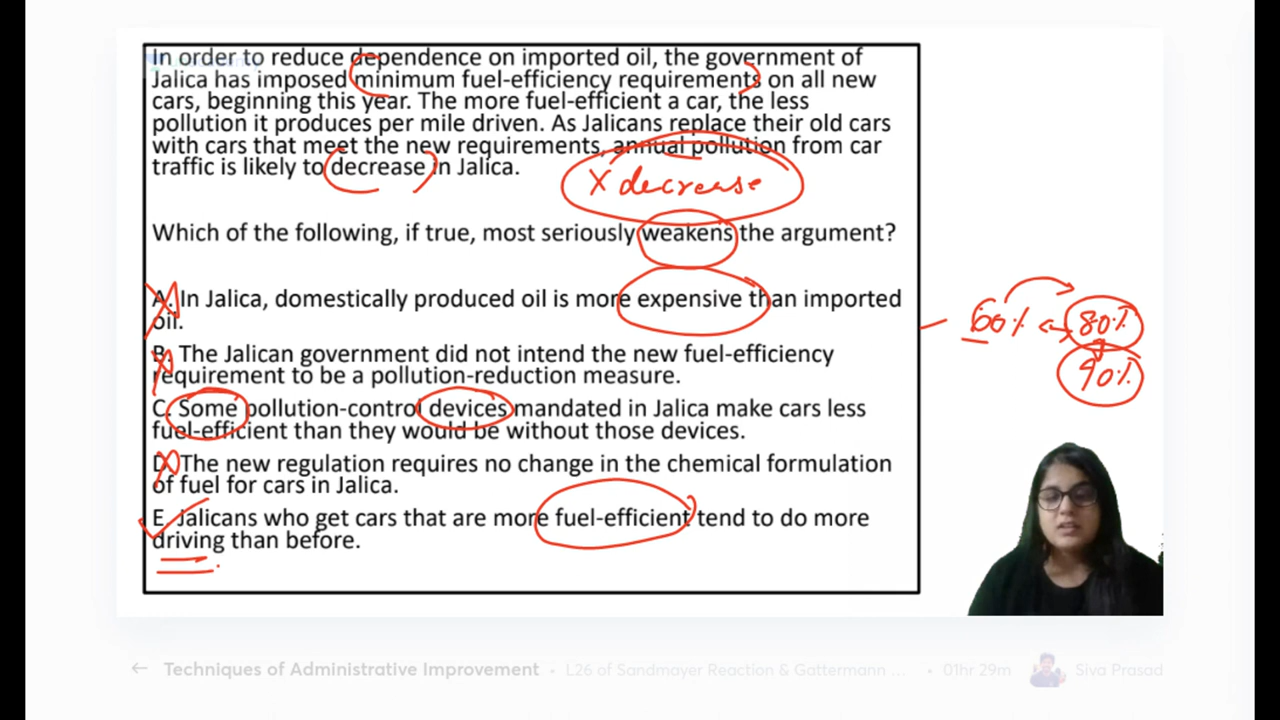 In order to reduce dependence on imported oil, the government of
Jalica has imposed minimum fuel-efficiency requirements on all new
cars, beginning this year. The more fuel-efficient a car, the less
pollution it produces per mile driven. As Jalicans replace their old cars
with cars that meet the new requirements, annual pollution from car
traffic is likely to decrease in Jalica.
X decrease
Which of the following, if true, most seriously weakens the argument?
A. In Jalica, domestically produced oil is more expensive than imported
oil.
60% 80%
90%
B. The Jalican government did not intend the new fuel-efficiency
requirement to be a pollution-reduction measure.
C. Some pollution-control devices mandated in Jalica make cars less
fuel-efficient than they would be without those devices.
D. The new regulation requires no change in the chemical formulation
of fuel for cars in Jalica.
E. Jalicans who get cars that are more fuel-efficient tend to do more
driving than before.
← Techniques of Administrative Improvement • L26 of Sandmayer Reaction & Gattermann ... • 01hr 29m Siva Prasad